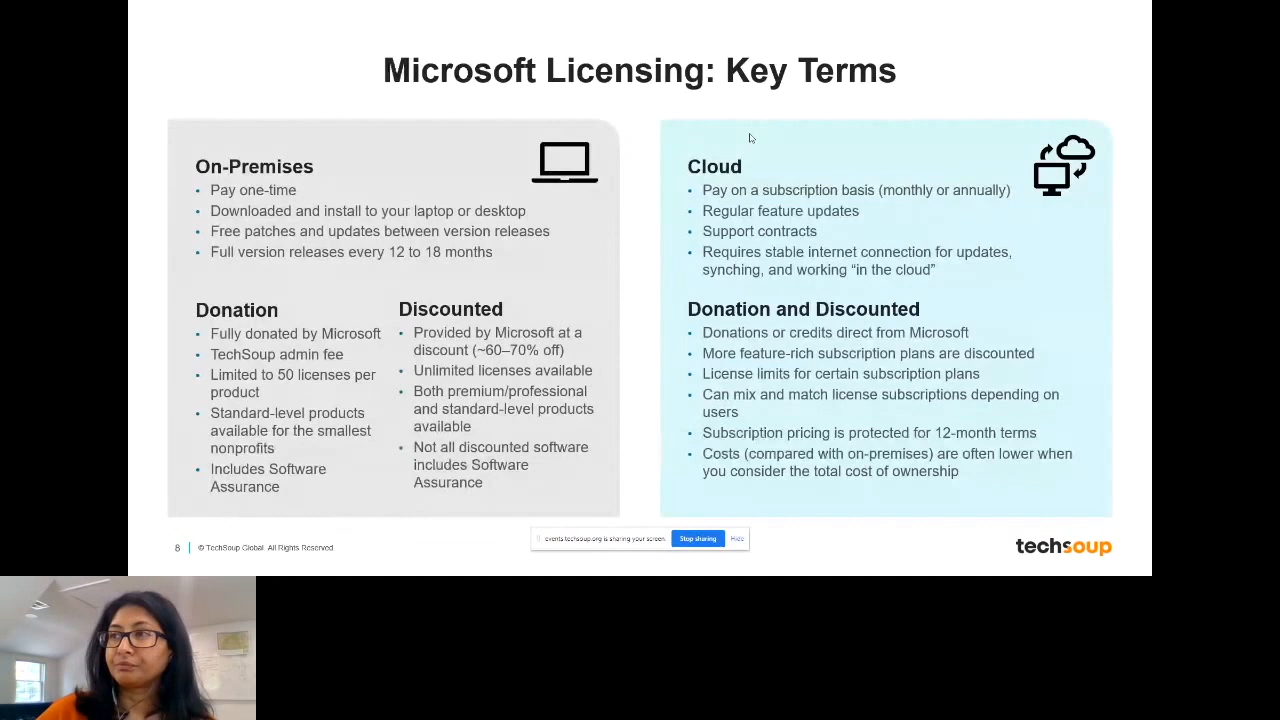 Microsoft Licensing: Key Terms
On-Premises
• Pay one-time
• Downloaded and install to your laptop or desktop
• Free patches and updates between version releases
• Full version releases every 12 to 18 months
Donation
• Fully donated by Microsoft
• TechSoup admin fee
• Limited to 50 licenses per
product
• Standard-level products
available for the smallest
nonprofits
• Includes Software
Assurance
Discounted
• Provided by Microsoft at a
discount (~60–70% off)
• Unlimited licenses available
• Both premium/professional
and standard-level products
available
• Not all discounted software
includes Software
Assurance
Cloud
• Pay on a subscription basis (monthly or annually)
• Regular feature updates
• Support contracts
• Requires stable internet connection for updates,
synching, and working “in the cloud”
Donation and Discounted
• Donations or credits direct from Microsoft
• More feature-rich subscription plans are discounted
• License limits for certain subscription plans
• Can mix and match license subscriptions depending on
users
• Subscription pricing is protected for 12-month terms
• Costs (compared with on-premises) are often lower when
you consider the total cost of ownership
8 © TechSoup Global. All Rights Reserved
events.techsoup.org is sharing your screen. Stop sharing Hide
techsoup